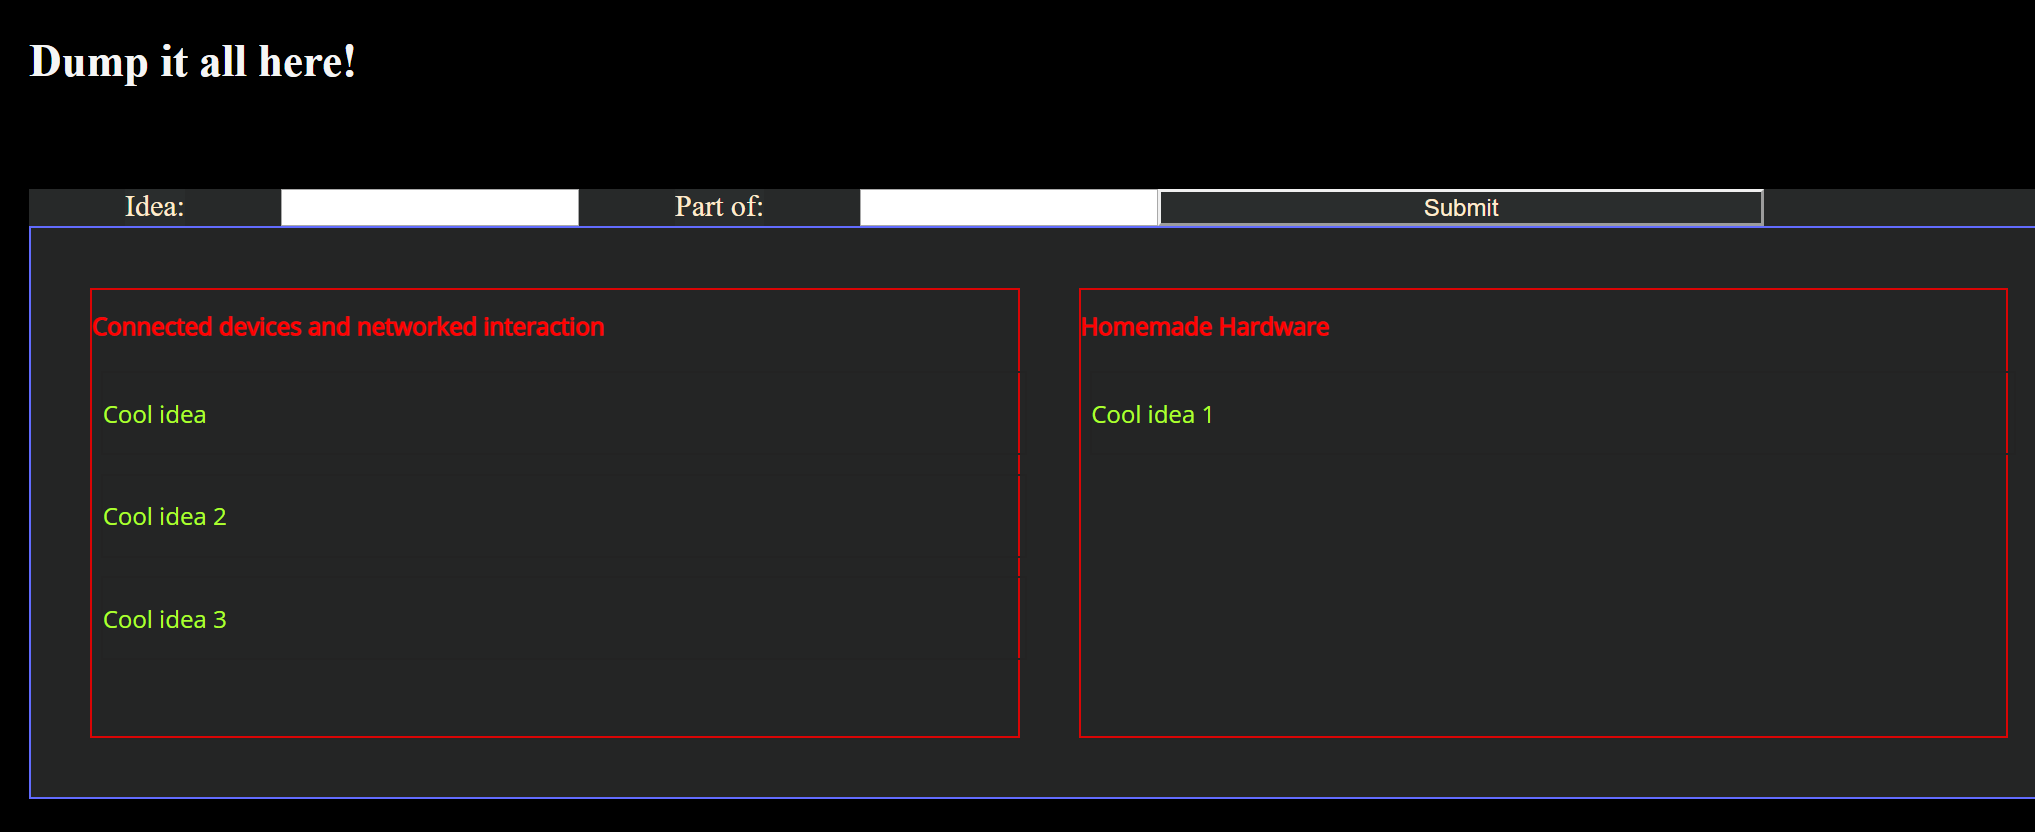 Dump it all here!
Idea: Part of: Submit
Connected devices and networked interaction
Cool idea
Cool idea 2
Cool idea 3
Homemade Hardware
Cool idea 1